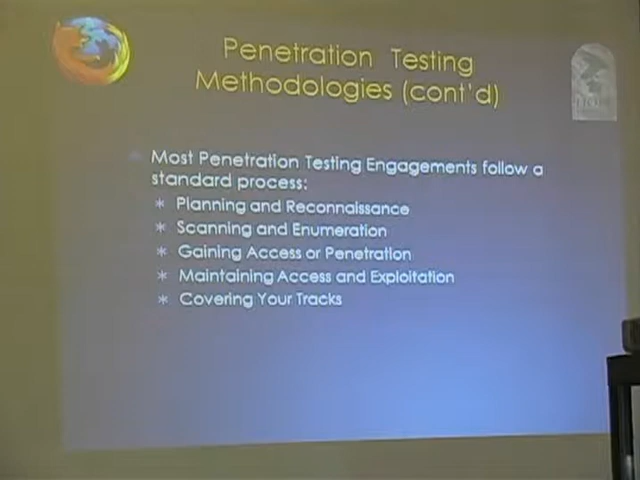 Penetration Testing
Methodologies (cont'd)
Most Penetration Testing Engagements follow a
standard process:
* Planning and Reconnaissance
* Scanning and Enumeration
* Gaining Access or Penetration
* Maintaining Access and Exploitation
* Covering Your Tracks